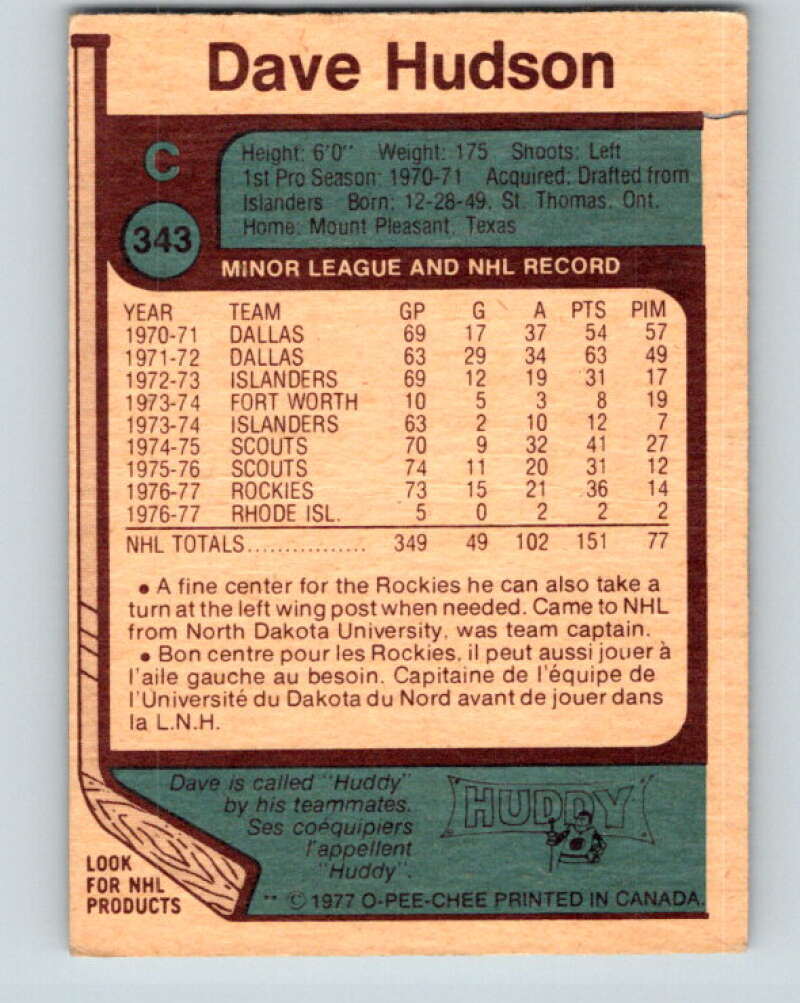 Dave Hudson
C
Height: 6'0" Weight: 175 Shoots: Left
1st Pro Season: 1970-71 Acquired: Drafted from
Islanders Born: 12-28-49, St. Thomas, Ont.
Home: Mount Pleasant, Texas
343
MINOR LEAGUE AND NHL RECORD
YEAR TEAM GP G A PTS PIM
1970-71 DALLAS 69 17 37 54 57
1971-72 DALLAS 63 29 34 63 49
1972-73 ISLANDERS 69 12 19 31 17
1973-74 FORT WORTH 10 5 3 8 19
1973-74 ISLANDERS 63 2 10 12 7
1974-75 SCOUTS 70 9 32 41 27
1975-76 SCOUTS 74 11 20 31 12
1976-77 ROCKIES 73 15 21 36 14
1976-77 RHODE ISL. 5 0 2 2 2
NHL TOTALS................ 349 49 102 151 77
• A fine center for the Rockies he can also take a
turn at the left wing post when needed. Came to NHL
from North Dakota University, was team captain.
• Bon centre pour les Rockies, il peut aussi jouer à
l'aile gauche au besoin. Capitaine de l'équipe de
l'Université du Dakota du Nord avant de jouer dans
la L.N.H.
Dave is called "Huddy"
by his teammates.
Ses coéquipiers
l'appellent
"Huddy".
HUDDY
LOOK
FOR NHL
PRODUCTS
** © 1977 O-PEE-CHEE PRINTED IN CANADA.